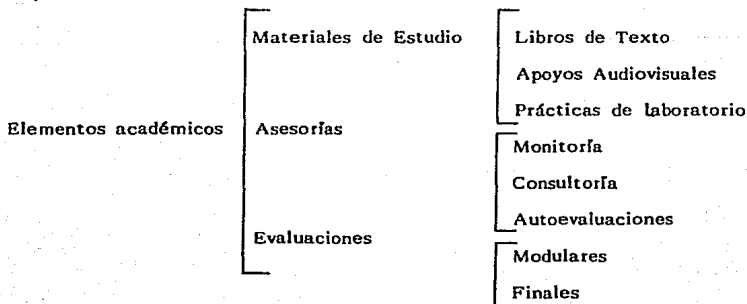 Materiales de Estudio
Libros de Texto
Apoyos Audiovisuales
Prácticas de laboratorio
Elementos académicos
Asesorías
Monitoría
Consultoría
Autoevaluaciones
Evaluaciones
Modulares
Finales